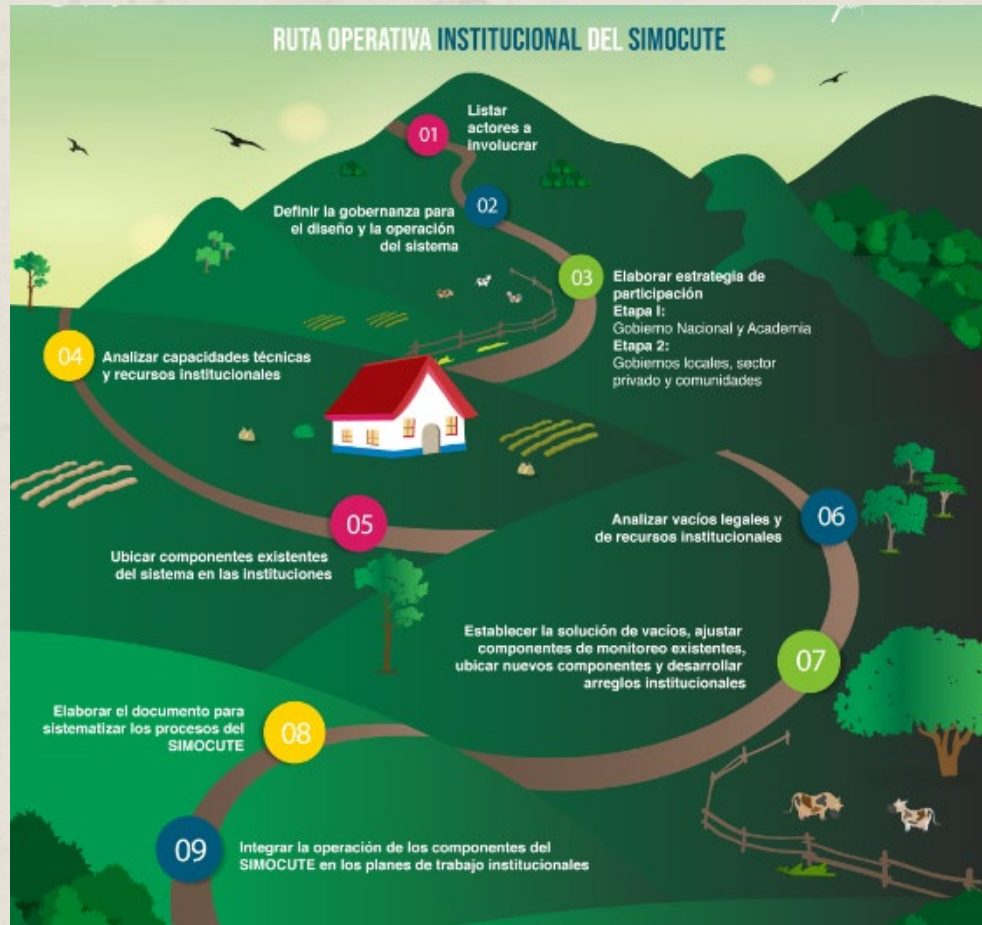 RUTA OPERATIVA INSTITUCIONAL DEL SIMOCUTE
01
Listar
actores a
involucrar
02
Definir la gobernanza para
el diseño y la operación
del sistema
03
Elaborar estrategia de
participación
Etapa I:
Gobierno Nacional y Academia
Etapa 2:
Gobiernos locales, sector
privado y comunidades
04
Analizar capacidades técnicas
y recursos institucionales
05
Ubicar componentes existentes
del sistema en las instituciones
06
Analizar vacíos legales y
de recursos institucionales
07
Establecer la solución de vacíos, ajustar
componentes de monitoreo existentes,
ubicar nuevos componentes y desarrollar
arreglos institucionales
08
Elaborar el documento para
sistematizar los procesos del
SIMOCUTE
09
Integrar la operación de los componentes del
SIMOCUTE en los planes de trabajo institucionales